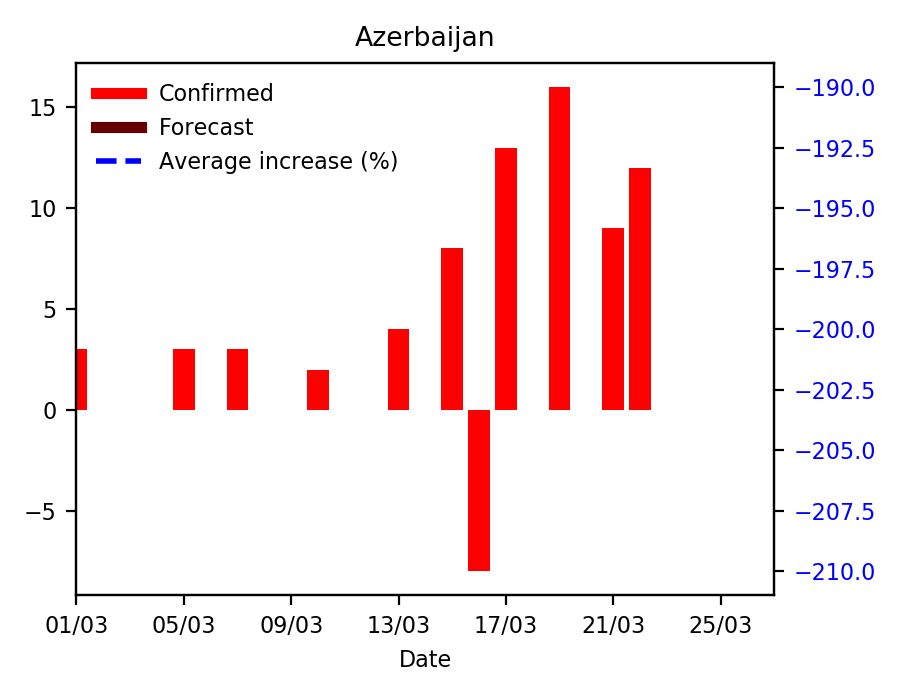 Azerbaijan
Confirmed
Forecast
Average increase (%)
15
10
5
0
−5
−190.0
−192.5
−195.0
−197.5
−200.0
−202.5
−205.0
−207.5
−210.0
01/03 05/03 09/03 13/03 17/03 21/03 25/03
Date